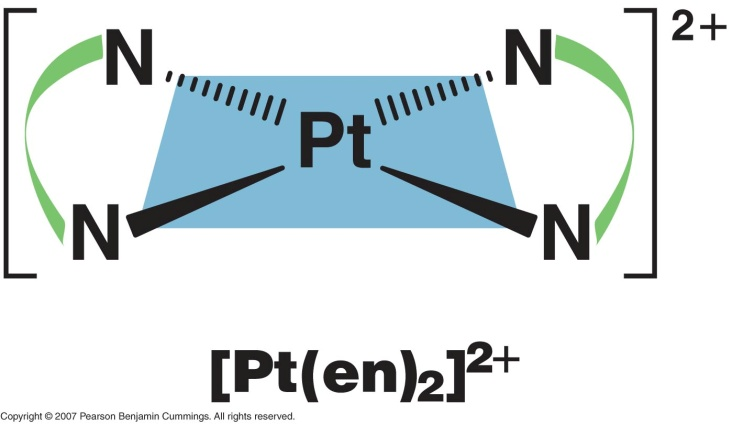 2+
N N
Pt
N N
[Pt(en)₂]²⁺
Copyright © 2007 Pearson Benjamin Cummings. All rights reserved.